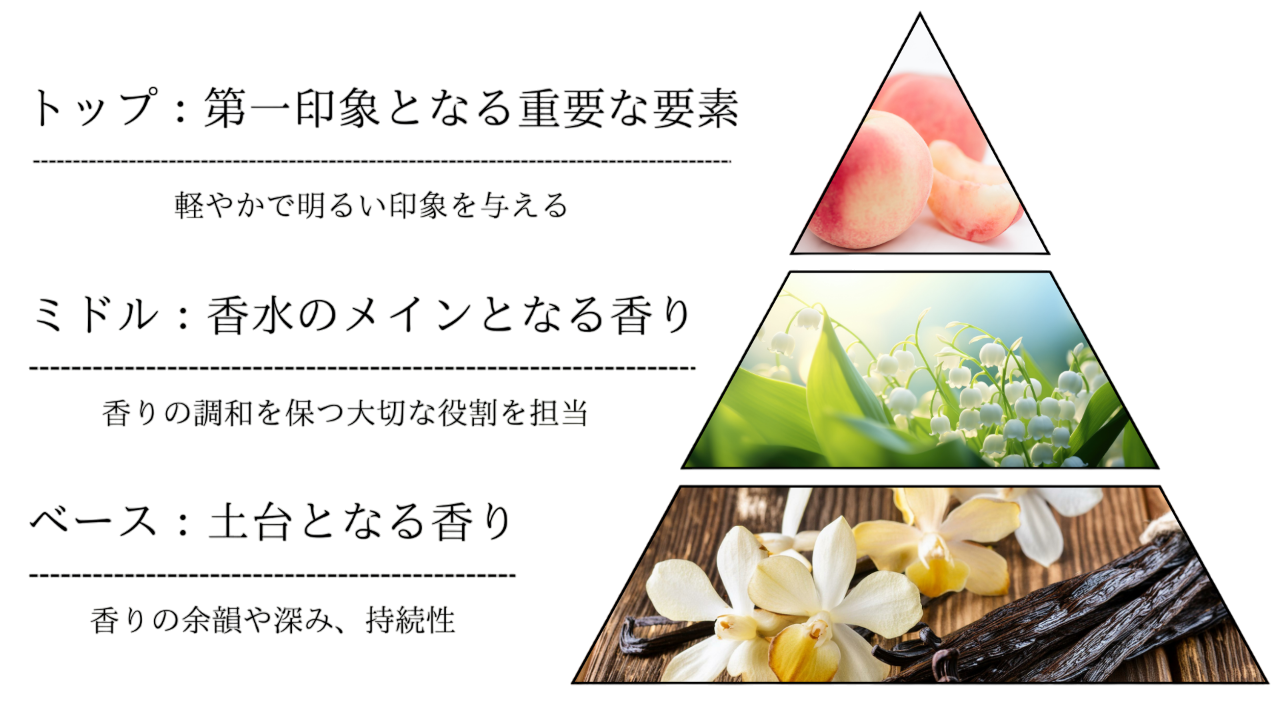 トップ：第一印象となる重要な要素
軽やかで明るい印象を与える
ミドル：香水のメインとなる香り
香りの調和を保つ大切な役割を担当
ベース：土台となる香り
香りの余韻や深み、持続性